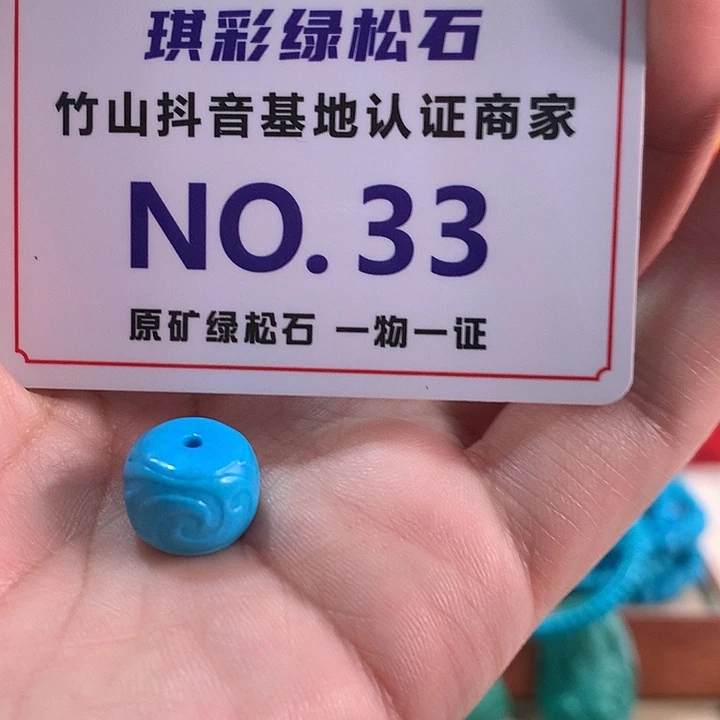 琪彩绿松石
竹山抖音基地认证商家
NO.33
原矿绿松石 一物一证